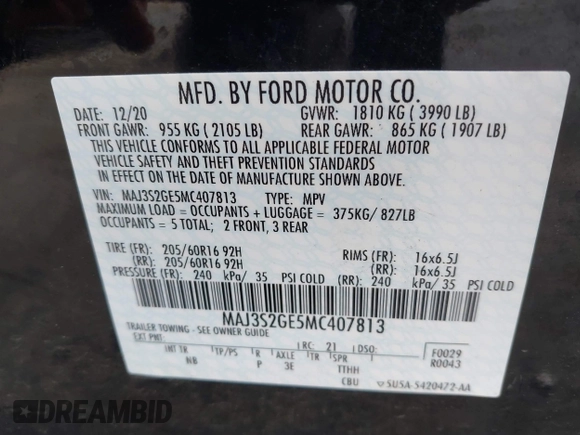 MFD. BY FORD MOTOR CO.
DATE: 12/20 GVWR: 1810 KG ( 3990 LB)
FRONT GAWR: 955 KG ( 2105 LB) REAR GAWR: 865 KG ( 1907 LB)
THIS VEHICLE CONFORMS TO ALL APPLICABLE FEDERAL MOTOR
VEHICLE SAFETY AND THEFT PREVENTION STANDARDS
IN EFFECT ON THE DATE OF MANUFACTURE SHOWN ABOVE.
VIN: MAJ3S2GE5MC407813 TYPE: MPV
MAXIMUM LOAD = OCCUPANTS + LUGGAGE = 375KG/ 827LB
OCCUPANTS = 5 TOTAL; 2 FRONT, 3 REAR
TIRE (FR): 205/60R16 92H RIMS (FR): 16x6.5J
(RR): 205/60R16 92H (RR): 16x6.5J
PRESSURE (FR): 240 kPa/ 35 PSI COLD (RR): 240 kPa/ 35 PSI COLD
MAJ3S2GE5MC407813
TRAILER TOWING - SEE OWNER GUIDE
EXT PNT: RC: 21 DSO: F0029
INT TR TP/PS R AXLE TR SPR R0043
NB P 3E TTHH
CBU SU5A-5420472-AA
DREAMBID